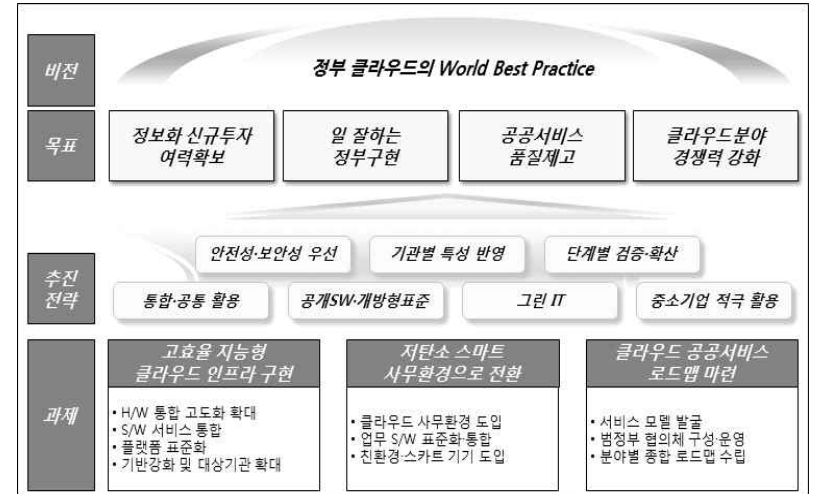 비전
정부 클라우드의 World Best Practice
목표
정보화 신규투자
여력확보
일 잘하는
정부구현
공공서비스
품질제고
클라우드분야
경쟁력 강화
추진
전략
안전성·보안성 우선
기관별 특성 반영
단계별 검증·확산
통합·공통 활용
공개SW·개방형표준
그린 IT
중소기업 적극 활용
과제
고효율 지능형
클라우드 인프라 구현
• H/W 통합 고도화 확대
• S/W 서비스 통합
• 플랫폼 표준화
• 기반강화 및 대상기관 확대
저탄소 스마트
사무환경으로 전환
• 클라우드 사무환경 도입
• 업무 S/W 표준화·통합
• 친환경·스카트 기기 도입
클라우드 공공서비스
로드맵 마련
• 서비스 모델 발굴
• 범정부 협의체 구성·운영
• 분야별 종합 로드맵 수립